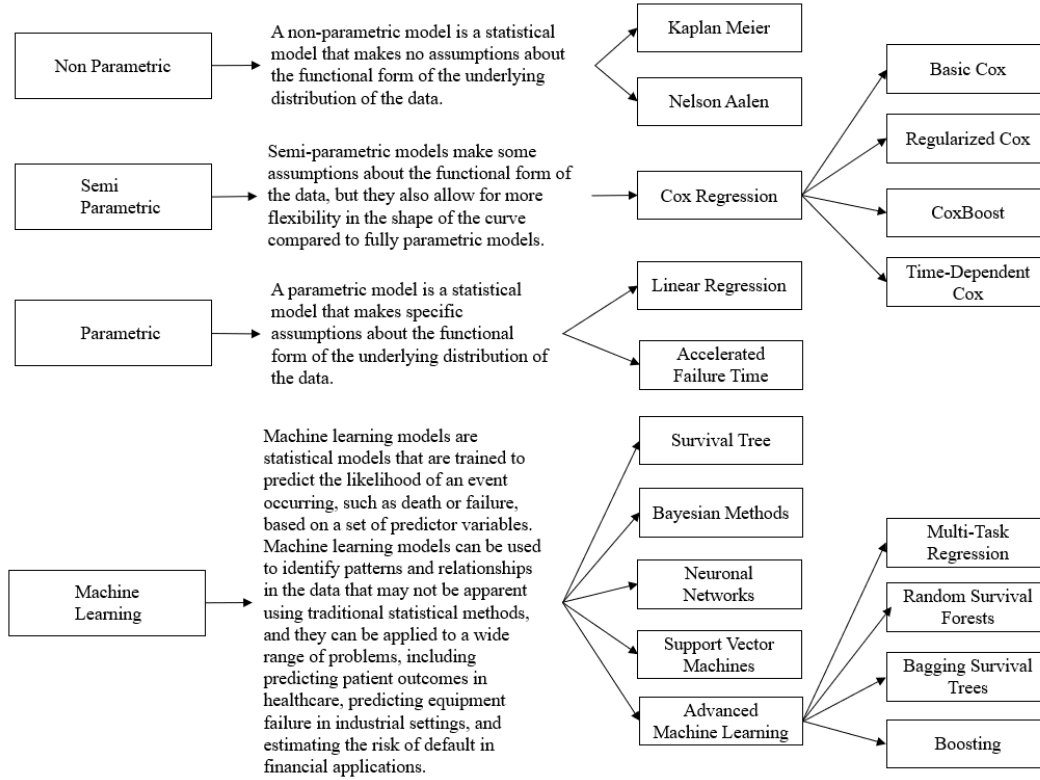 Non Parametric
A non-parametric model is a statistical
model that makes no assumptions about
the functional form of the underlying
distribution of the data.
Kaplan Meier
Nelson Aalen
Semi
Parametric
Semi-parametric models make some
assumptions about the functional form of
the data, but they also allow for more
flexibility in the shape of the curve
compared to fully parametric models.
Cox Regression
Basic Cox
Regularized Cox
CoxBoost
Time-Dependent
Cox
Parametric
A parametric model is a statistical
model that makes specific
assumptions about the functional
form of the underlying distribution of
the data.
Linear Regression
Accelerated
Failure Time
Machine
Learning
Machine learning models are
statistical models that are trained to
predict the likelihood of an event
occurring, such as death or failure,
based on a set of predictor variables.
Machine learning models can be used
to identify patterns and relationships
in the data that may not be apparent
using traditional statistical methods,
and they can be applied to a wide
range of problems, including
predicting patient outcomes in
healthcare, predicting equipment
failure in industrial settings, and
estimating the risk of default in
financial applications.
Survival Tree
Bayesian Methods
Neuronal
Networks
Support Vector
Machines
Advanced
Machine Learning
Multi-Task
Regression
Random Survival
Forests
Bagging Survival
Trees
Boosting